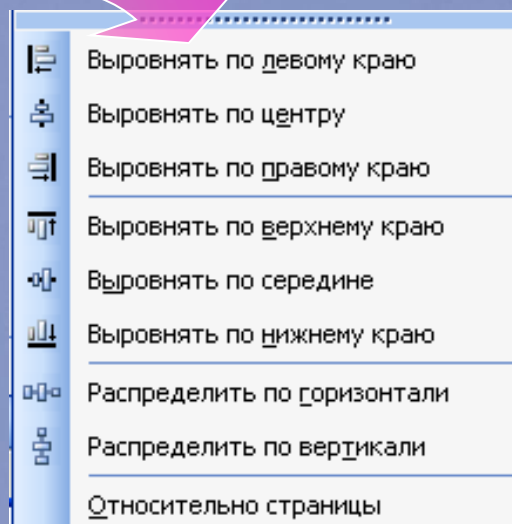 Выровнять по левому краю
Выровнять по центру
Выровнять по правому краю
Выровнять по верхнему краю
Выровнять по середине
Выровнять по нижнему краю
Распределить по горизонтали
Распределить по вертикали
Относительно страницы